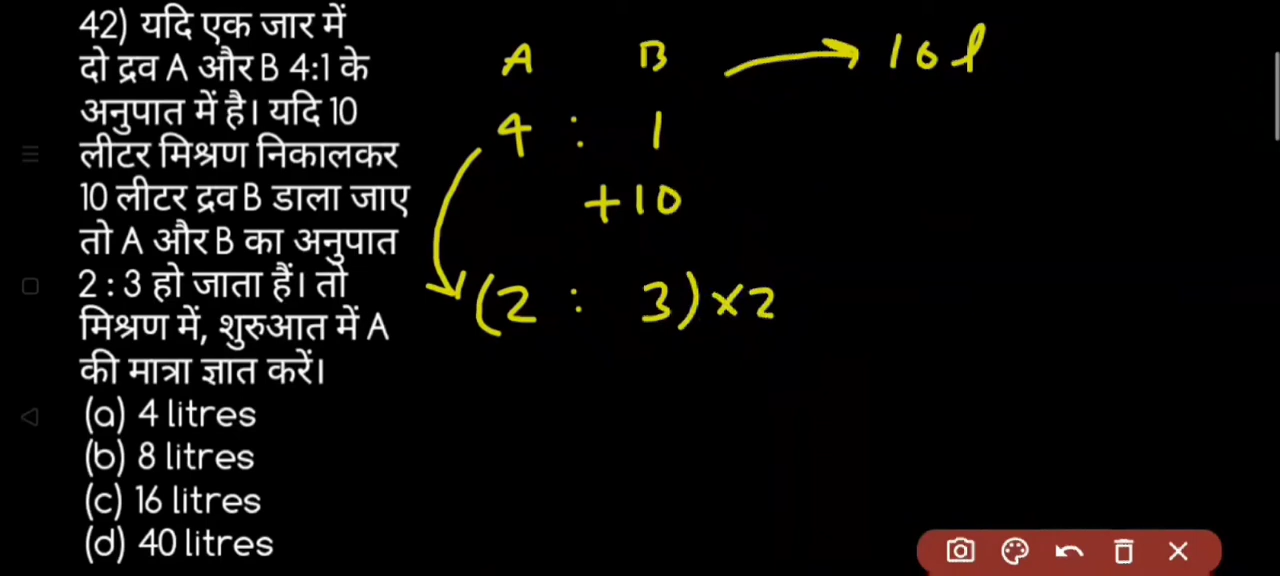 42) यदि एक जार में
दो द्रव A और B 4:1 के
अनुपात में है। यदि 10
लीटर मिश्रण निकालकर
10 लीटर द्रव B डाला जाए
तो A और B का अनुपात
2 : 3 हो जाता हैं। तो
मिश्रण में, शुरुआत में A
की मात्रा ज्ञात करें।
(a) 4 litres
(b) 8 litres
(c) 16 litres
(d) 40 litres
A B → 10 l
4 : 1
+10
(2 : 3) × 2